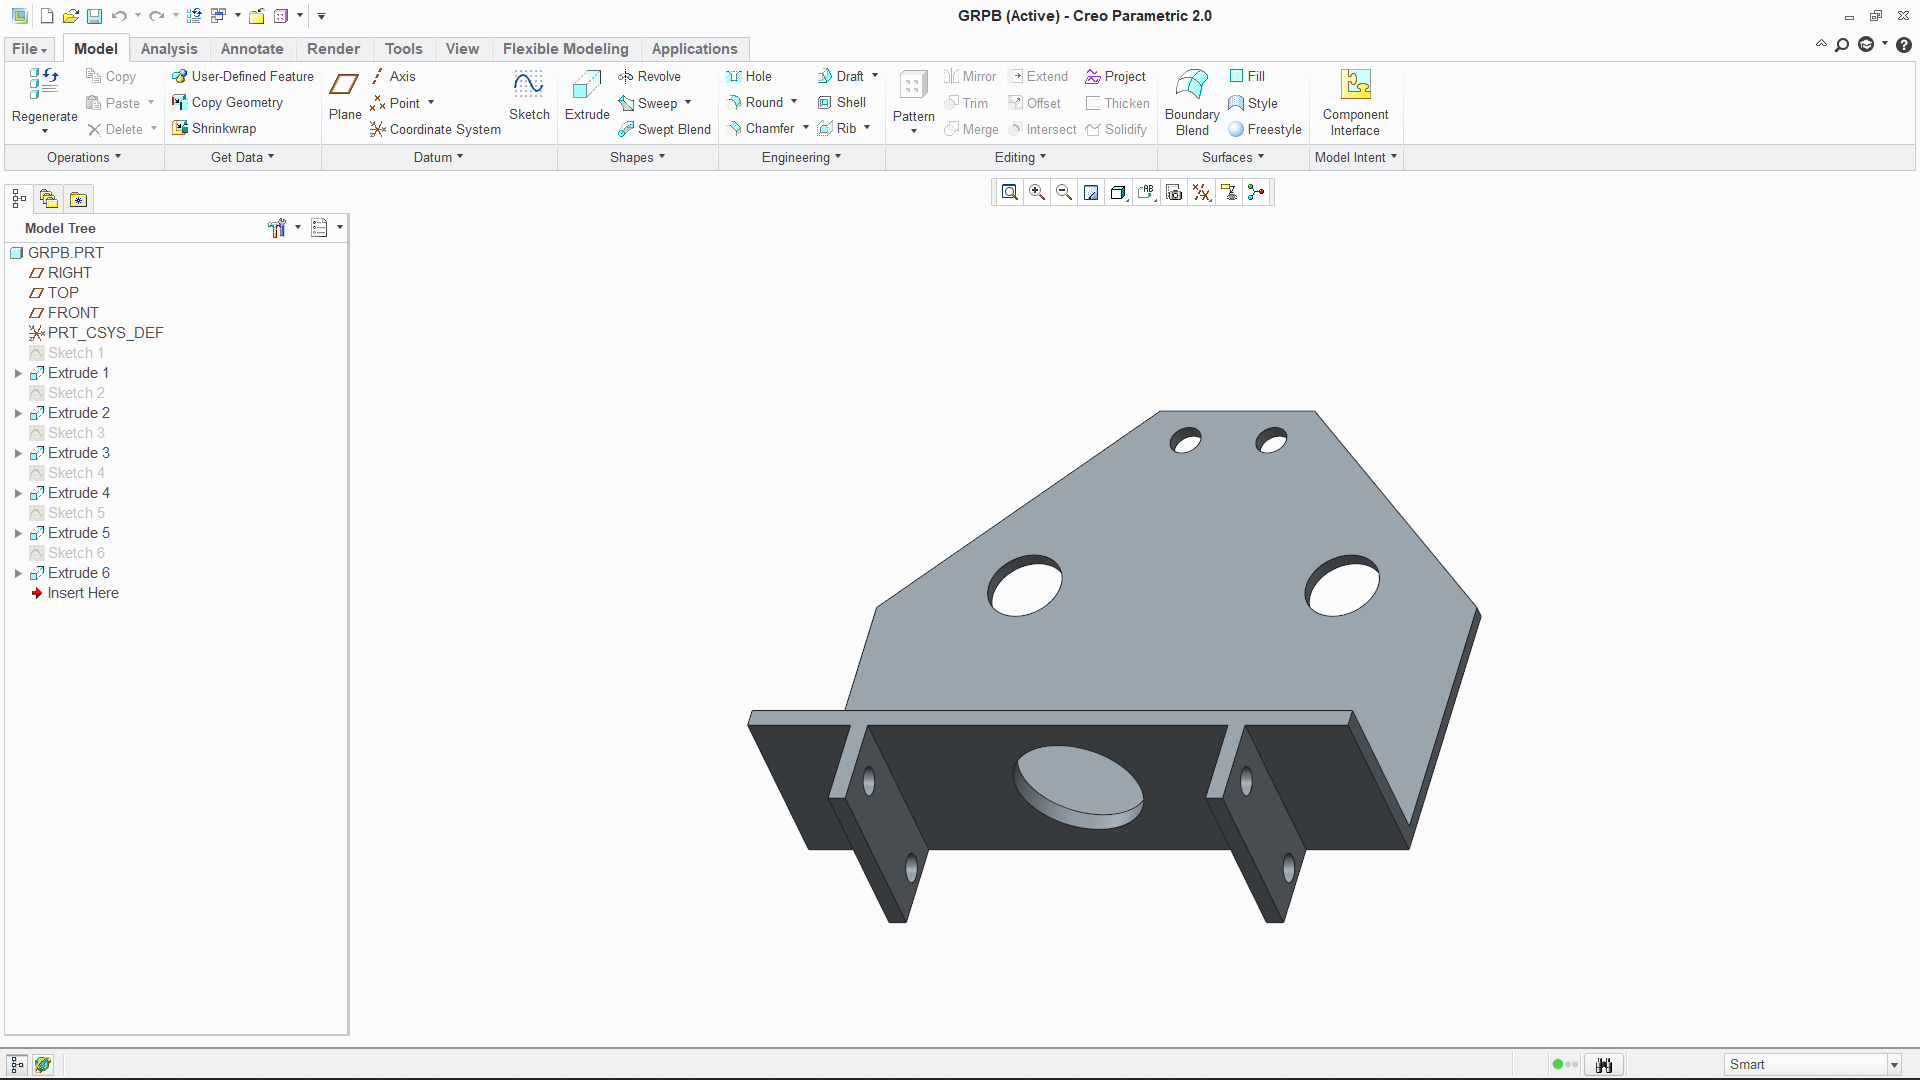 GRPB (Active) - Creo Parametric 2.0
File Model Analysis Annotate Render Tools View Flexible Modeling Applications
Regenerate
Copy
Paste
Delete
Operations
User-Defined Feature
Copy Geometry
Shrinkwrap
Get Data
Plane
Axis
Point
Coordinate System
Sketch
Datum
Extrude
Revolve
Sweep
Swept Blend
Shapes
Hole
Round
Chamfer
Draft
Shell
Rib
Engineering
Pattern
Mirror
Trim
Merge
Extend
Offset
Intersect
Project
Thicken
Solidify
Editing
Boundary
Blend
Fill
Style
Freestyle
Surfaces
Component
Interface
Model Intent
Model Tree
GRPB.PRT
RIGHT
TOP
FRONT
PRT_CSYS_DEF
Sketch 1
Extrude 1
Sketch 2
Extrude 2
Sketch 3
Extrude 3
Sketch 4
Extrude 4
Sketch 5
Extrude 5
Sketch 6
Extrude 6
Insert Here
Smart